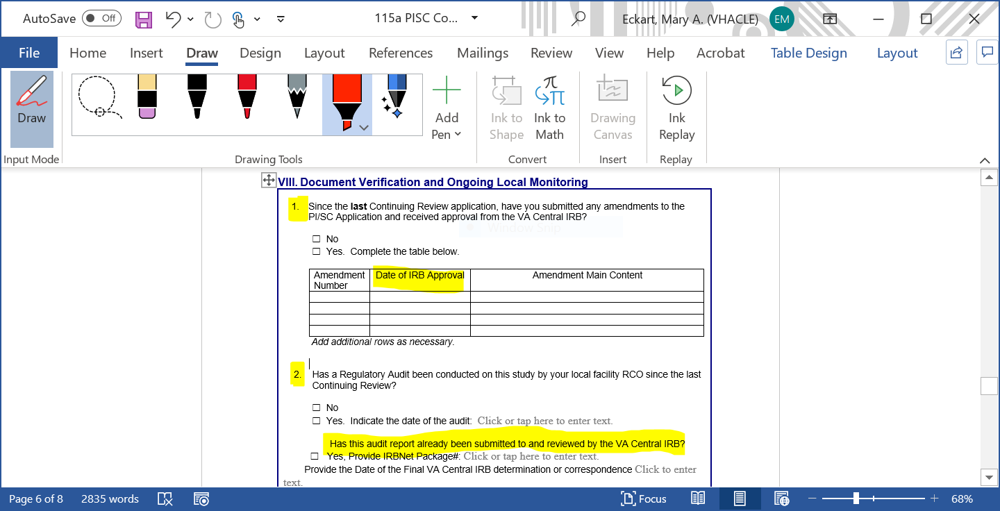 AutoSave Off 115a PISC Co... Eckart, Mary A. (VHACLE) EM
File Home Insert Draw Design Layout References Mailings Review View Help Acrobat Table Design Layout
Draw
Add Pen
Ink to Shape
Ink to Math
Drawing Canvas
Ink Replay
Input Mode Drawing Tools Convert Insert Replay
VIII. Document Verification and Ongoing Local Monitoring
1. Since the last Continuing Review application, have you submitted any amendments to the
PI/SC Application and received approval from the VA Central IRB?
Window Snip
☐ No
☐ Yes. Complete the table below.
Amendment Number Date of IRB Approval Amendment Main Content
Add additional rows as necessary.
2. Has a Regulatory Audit been conducted on this study by your local facility RCO since the last
Continuing Review?
☐ No
☐ Yes. Indicate the date of the audit: Click or tap here to enter text.
Has this audit report already been submitted to and reviewed by the VA Central IRB?
☐ Yes, Provide IRBNet Package#: Click or tap here to enter text.
Provide the Date of the Final VA Central IRB determination or correspondence Click to enter
text.
Page 6 of 8 2835 words Focus 68%